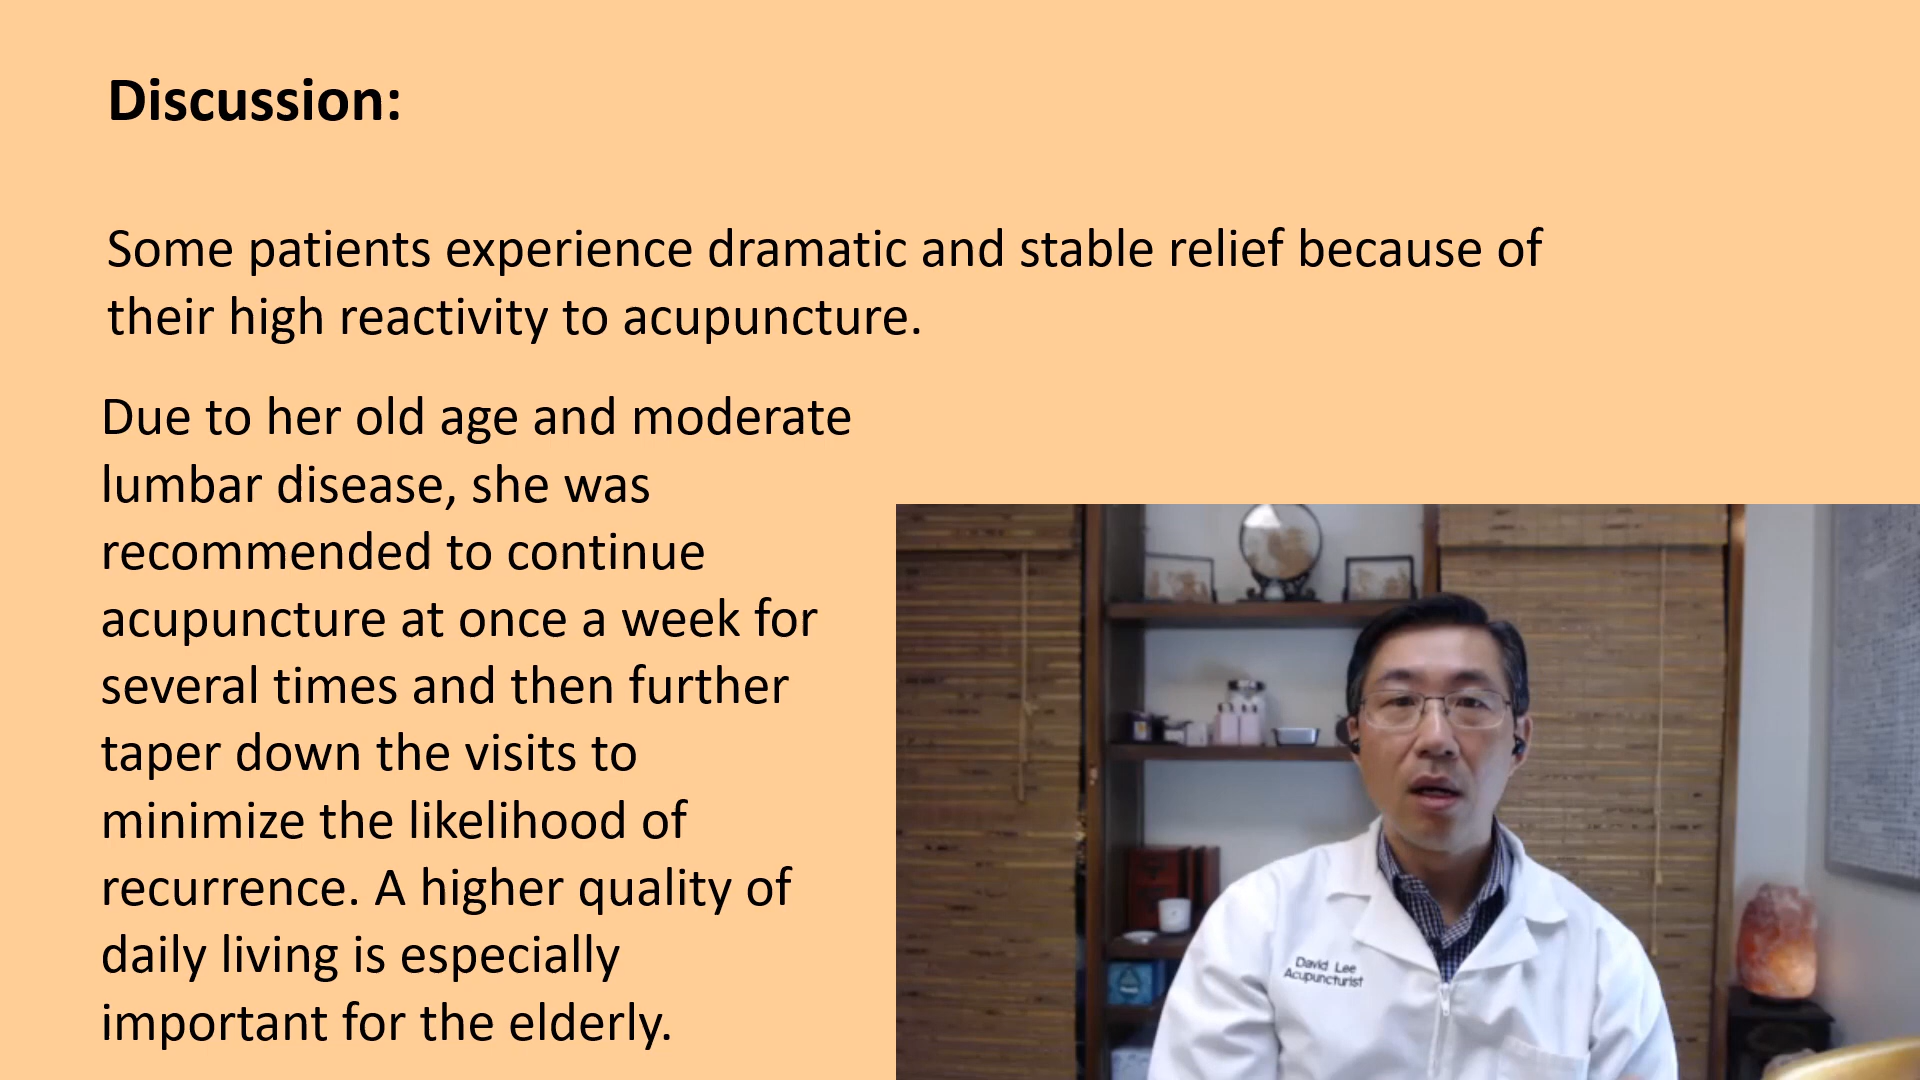 Discussion:
Some patients experience dramatic and stable relief because of
their high reactivity to acupuncture.
Due to her old age and moderate
lumbar disease, she was
recommended to continue
acupuncture at once a week for
several times and then further
taper down the visits to
minimize the likelihood of
recurrence. A higher quality of
daily living is especially
important for the elderly.
David Lee
Acupuncturist